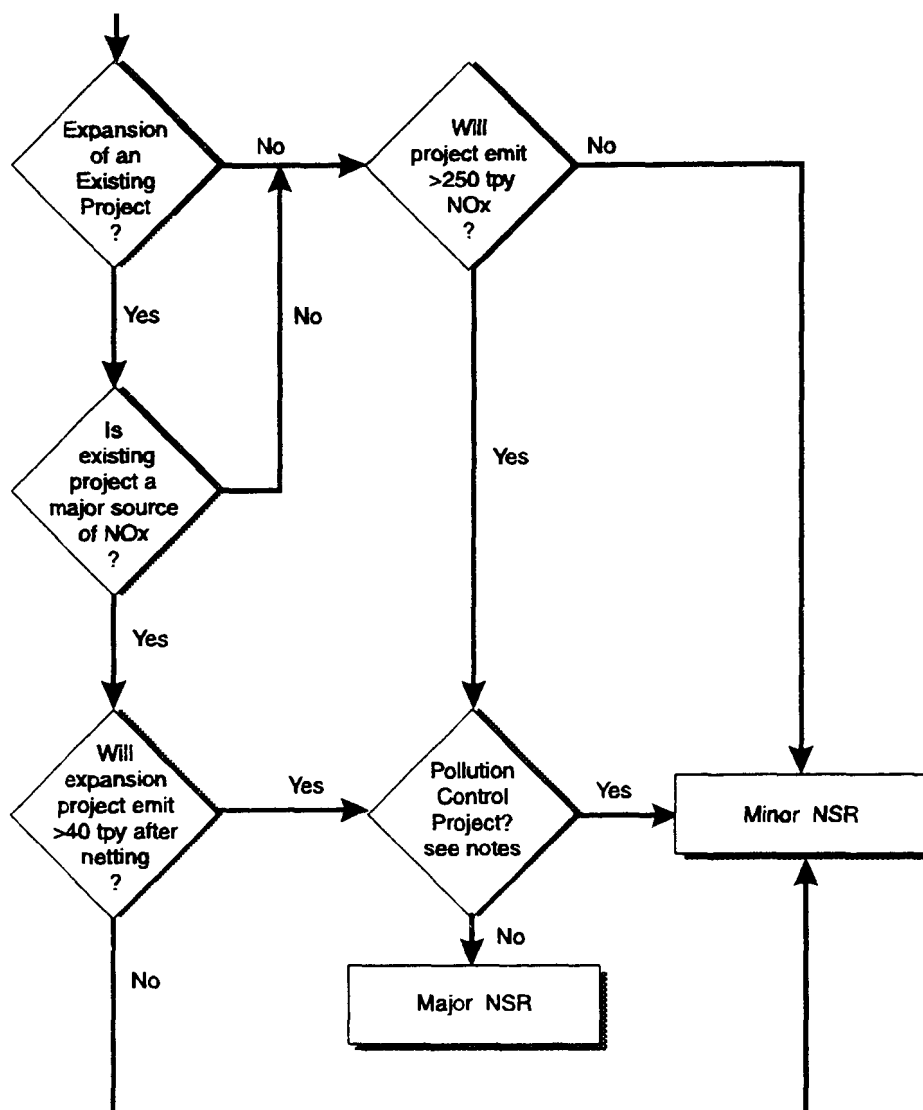 Expansion
of an
Existing
Project
?
No
Will
project emit
>250 tpy
NOx
?
No
Yes
No
Is
existing
project a
major source
of NOx
?
Yes
Yes
Will
expansion
project emit
>40 tpy after
netting
?
Yes
Pollution
Control
Project?
see notes
Yes
Minor NSR
No
No
Major NSR